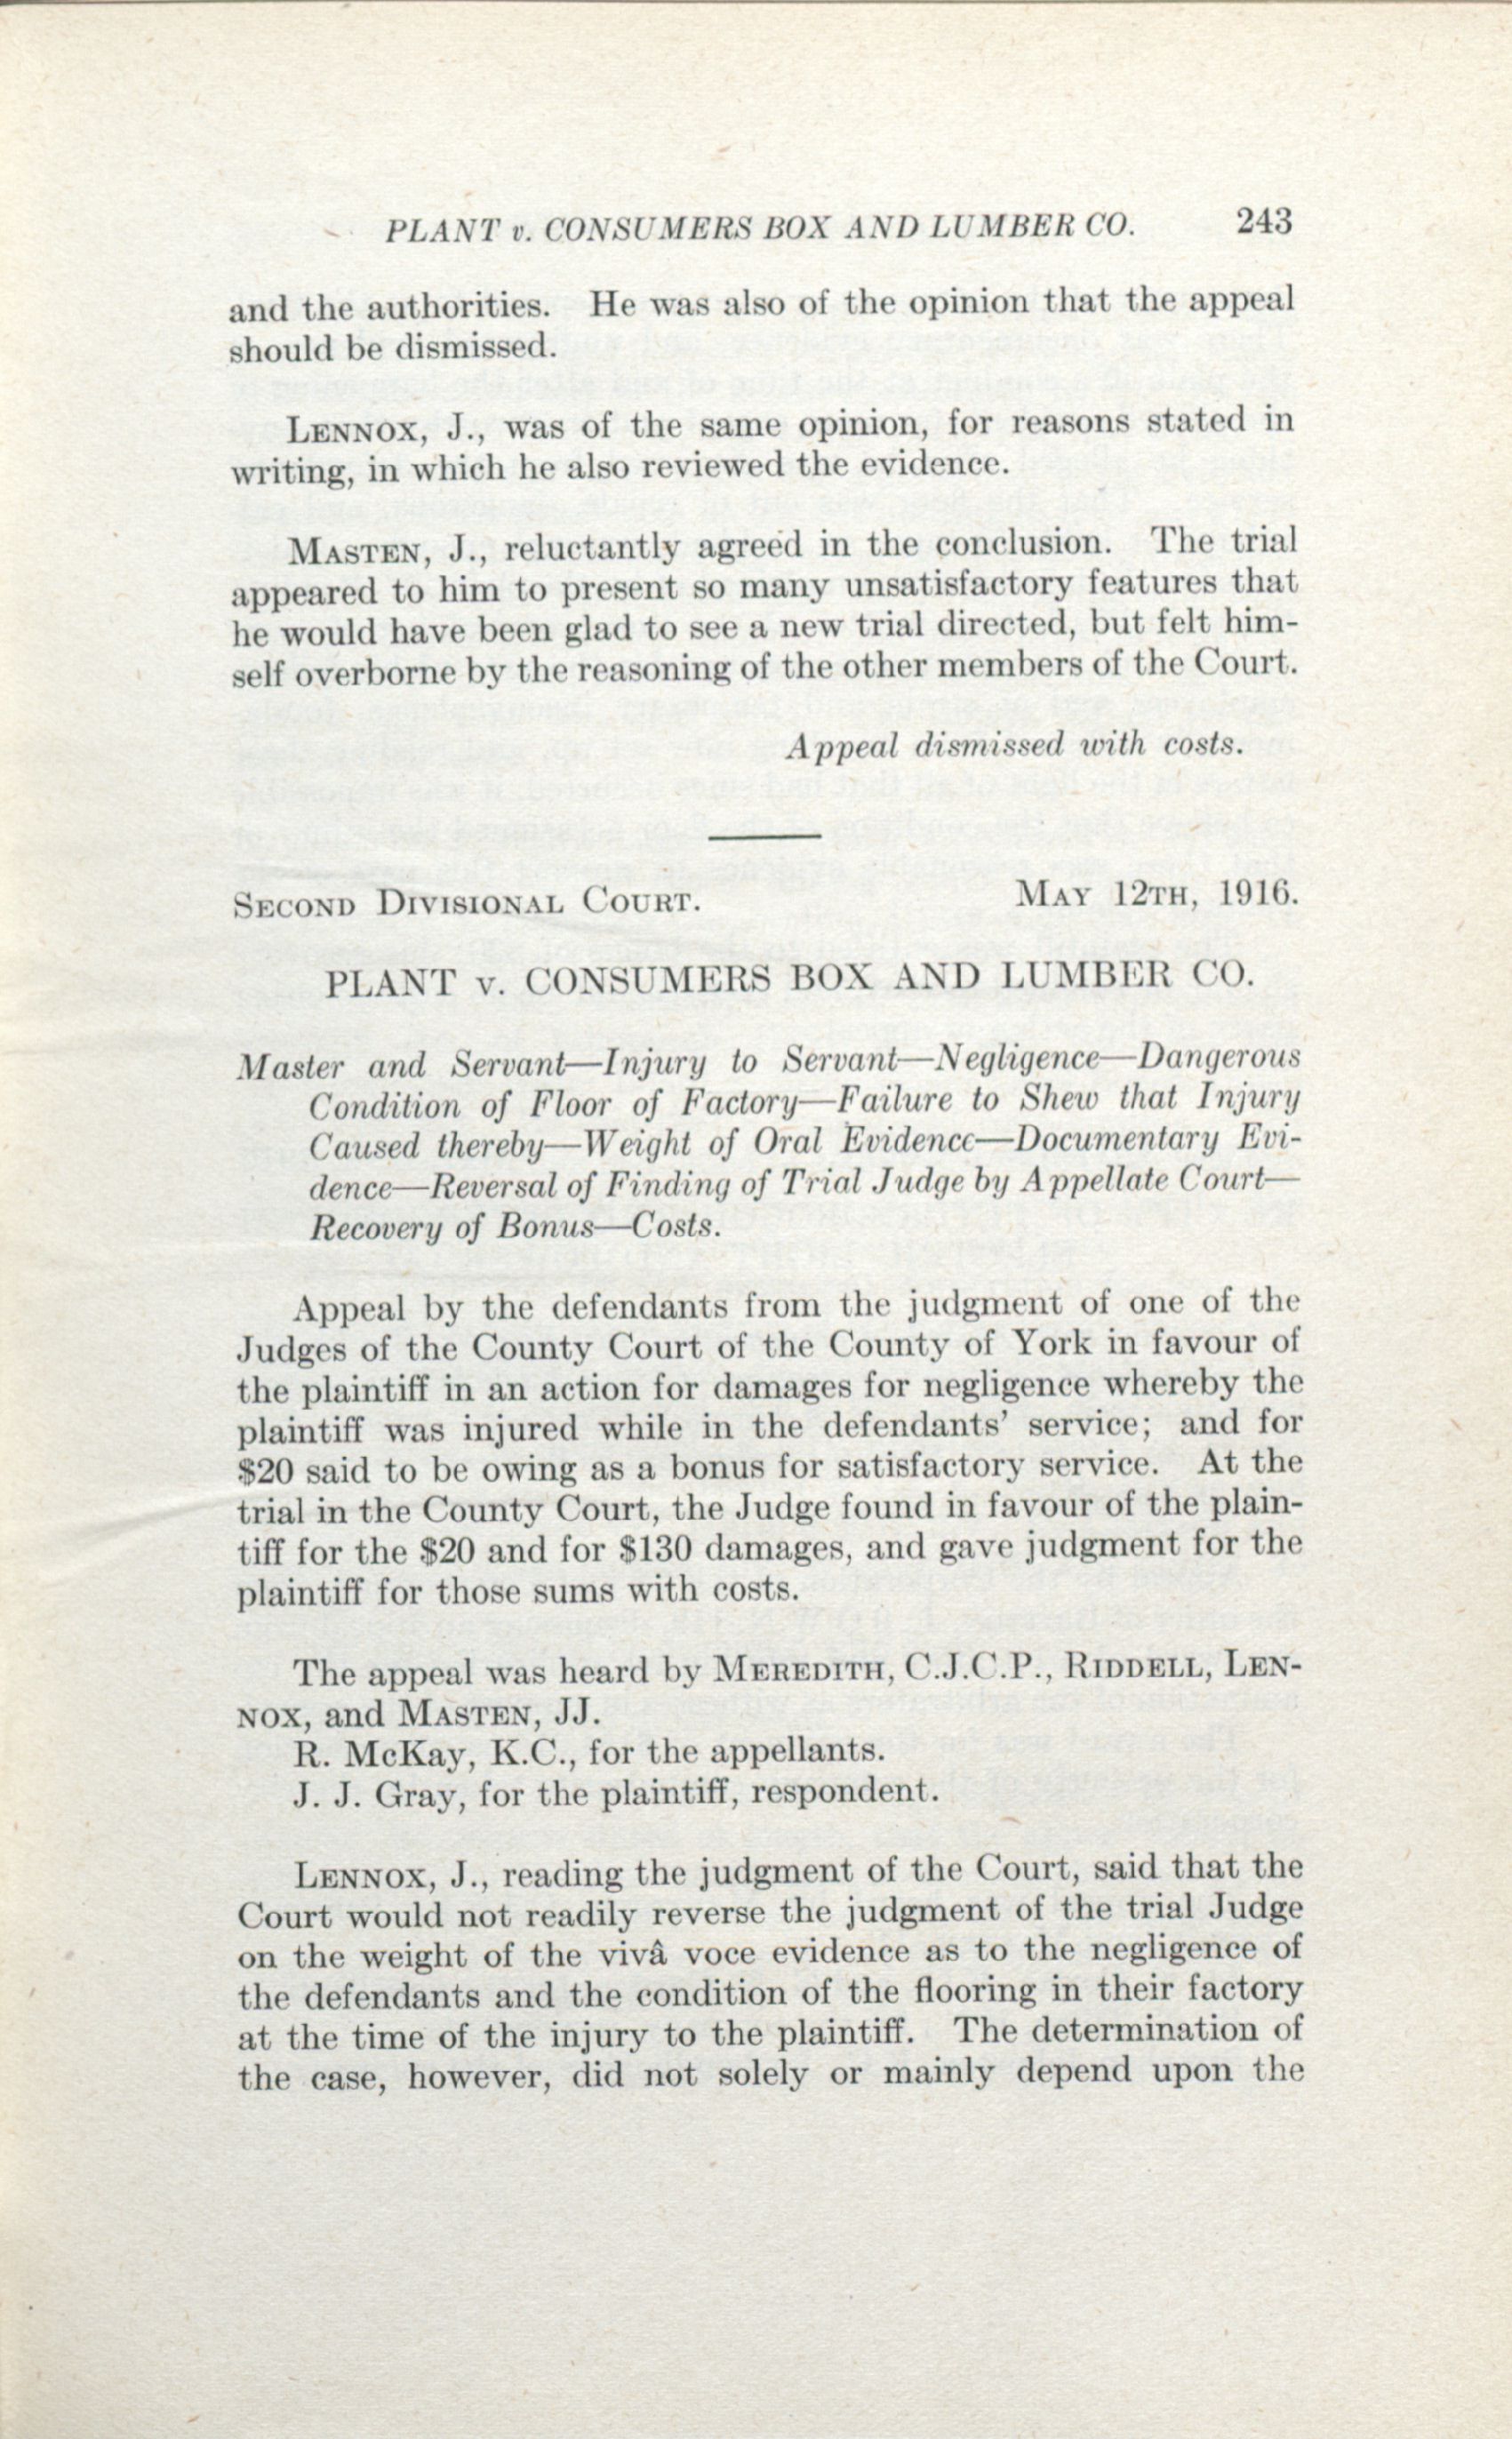 PLANT v. CONSUMERS BOX AND LUMBER CO. 243
and the authorities. He was also of the opinion that the appeal
should be dismissed.
LENNOX, J., was of the same opinion, for reasons stated in
writing, in which he also reviewed the evidence.
MASTEN, J., reluctantly agreed in the conclusion. The trial
appeared to him to present so many unsatisfactory features that
he would have been glad to see a new trial directed, but felt him-
self overborne by the reasoning of the other members of the Court.
Appeal dismissed with costs.
SECOND DIVISIONAL COURT. MAY 12TH, 1916.
PLANT v. CONSUMERS BOX AND LUMBER CO.
Master and Servant—Injury to Servant—Negligence—Dangerous
Condition of Floor of Factory—Failure to Shew that Injury
Caused thereby—Weight of Oral Evidence—Documentary Evi-
dence—Reversal of Finding of Trial Judge by Appellate Court—
Recovery of Bonus—Costs.
Appeal by the defendants from the judgment of one of the
Judges of the County Court of the County of York in favour of
the plaintiff in an action for damages for negligence whereby the
plaintiff was injured while in the defendants' service; and for
$20 said to be owing as a bonus for satisfactory service. At the
trial in the County Court, the Judge found in favour of the plain-
tiff for the $20 and for $130 damages, and gave judgment for the
plaintiff for those sums with costs.
The appeal was heard by MEREDITH, C.J.C.P., RIDDELL, LEN-
NOX, and MASTEN, JJ.
R. McKay, K.C., for the appellants.
J. J. Gray, for the plaintiff, respondent.
LENNOX, J., reading the judgment of the Court, said that the
Court would not readily reverse the judgment of the trial Judge
on the weight of the vivâ voce evidence as to the negligence of
the defendants and the condition of the flooring in their factory
at the time of the injury to the plaintiff. The determination of
the case, however, did not solely or mainly depend upon the